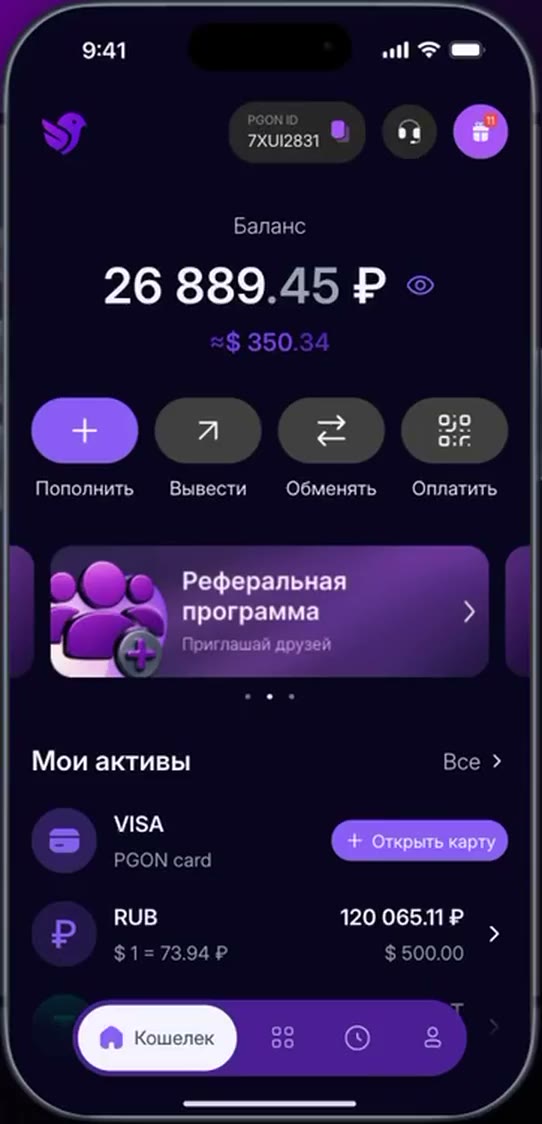 9:41
PGON ID
7XUI2831
11
Баланс
26 889.45 ₽
≈$ 350.34
Пополнить
Вывести
Обменять
Оплатить
Реферальная
программа
Приглашай друзей
Мои активы
Все
VISA
PGON card
+ Открыть карту
RUB
120 065.11 ₽
$ 1 = 73.94 ₽
$ 500.00
Кошелек